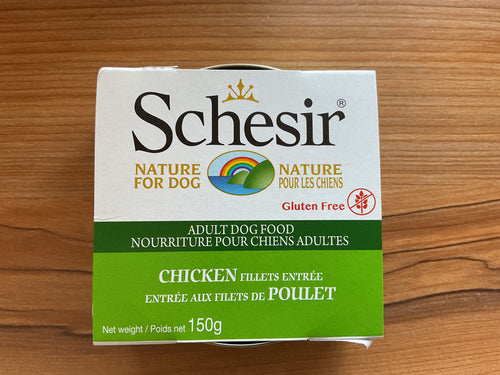 Schesir®
NATURE
FOR DOG
NATURE
POUR LES CHIENS
Gluten Free
ADULT DOG FOOD
NOURRITURE POUR CHIENS ADULTES
CHICKEN FILLETS ENTRÉE
ENTRÉE AUX FILETS DE POULET
Net weight / Poids net 150g